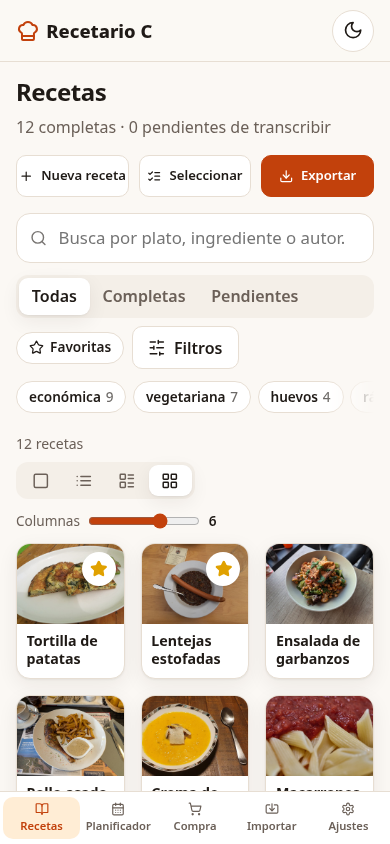 Recetario C
Recetas
12 completas · 0 pendientes de transcribir
Nueva receta
Seleccionar
Exportar
Busca por plato, ingrediente o autor.
Todas
Completas
Pendientes
Favoritas
Filtros
económica 9
vegetariana 7
huevos 4
12 recetas
Columnas
6
Tortilla de
patatas
Lentejas
estofadas
Ensalada de
garbanzos
Recetas
Planificador
Compra
Importar
Ajustes